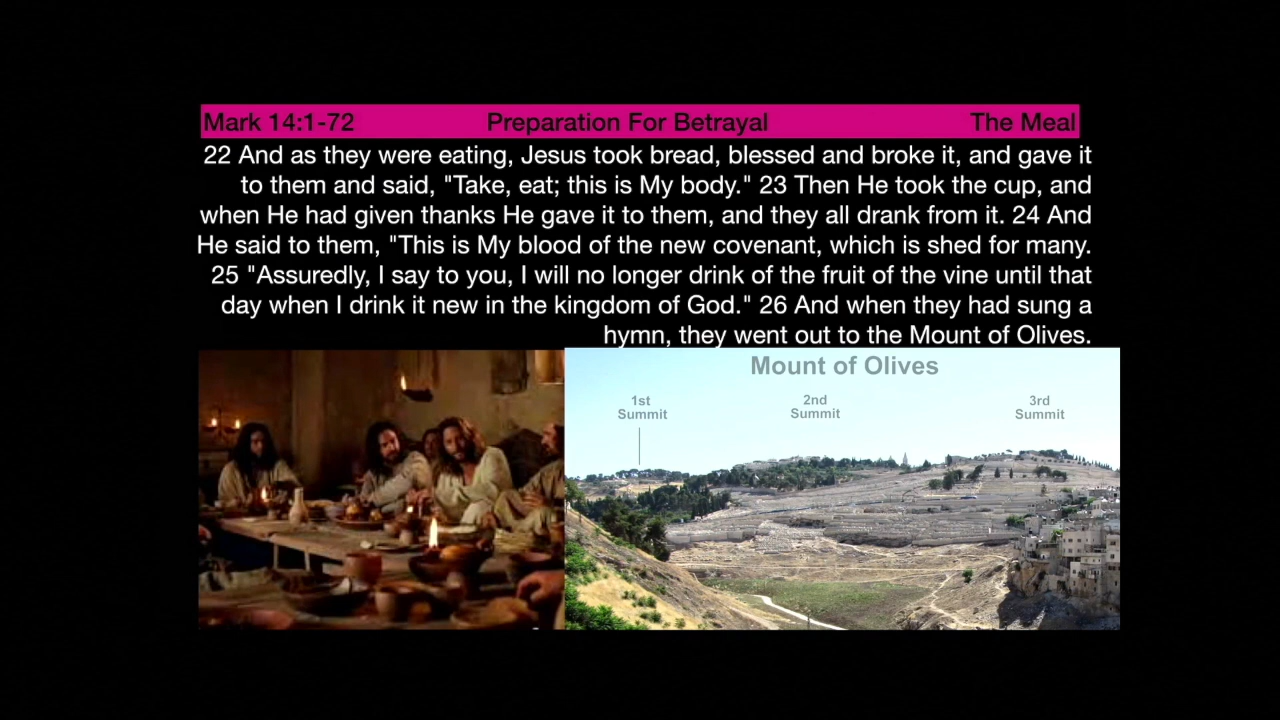 Mark 14:1-72 Preparation For Betrayal The Meal
22 And as they were eating, Jesus took bread, blessed and broke it, and gave it
to them and said, "Take, eat; this is My body." 23 Then He took the cup, and
when He had given thanks He gave it to them, and they all drank from it. 24 And
He said to them, "This is My blood of the new covenant, which is shed for many.
25 "Assuredly, I say to you, I will no longer drink of the fruit of the vine until that
day when I drink it new in the kingdom of God." 26 And when they had sung a
hymn, they went out to the Mount of Olives.
Mount of Olives
1st 2nd 3rd
Summit Summit Summit